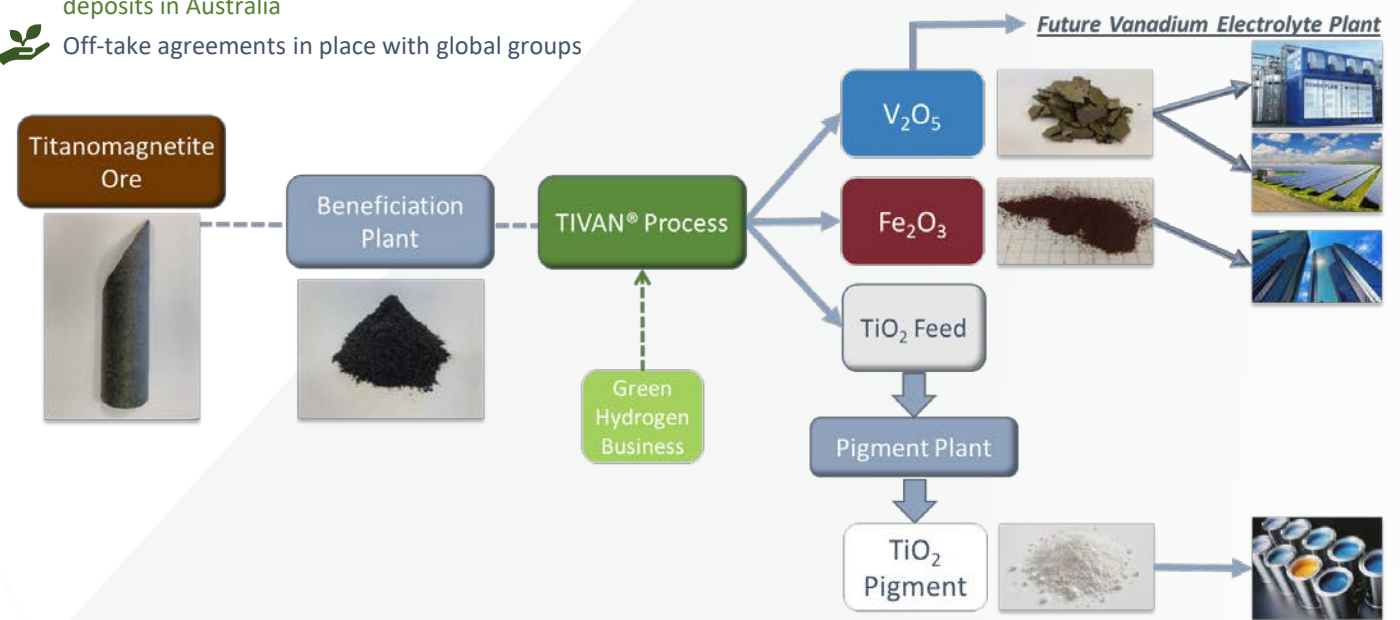 deposits in Australia
Off-take agreements in place with global groups
Future Vanadium Electrolyte Plant
Titanomagnetite
Ore
Beneficiation
Plant
TIVAN® Process
Green
Hydrogen
Business
V₂O₅
Fe₂O₃
TiO₂ Feed
Pigment Plant
TiO₂
Pigment